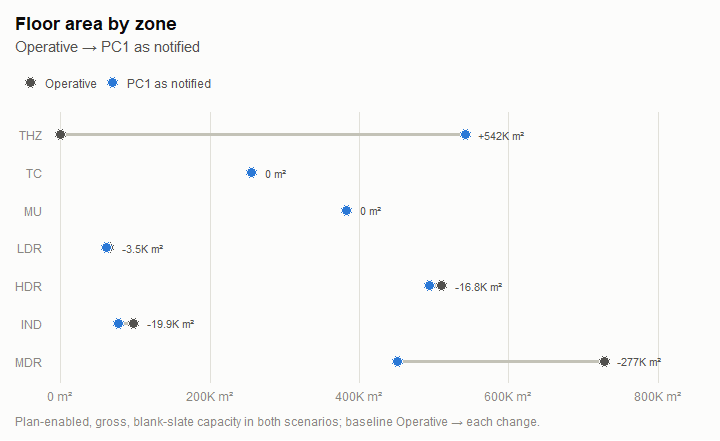 Floor area by zone
Operative → PC1 as notified
Operative PC1 as notified
THZ +542K m²
TC 0 m²
MU 0 m²
LDR -3.5K m²
HDR -16.8K m²
IND -19.9K m²
MDR -277K m²
0 m² 200K m² 400K m² 600K m² 800K m²
Plan-enabled, gross, blank-slate capacity in both scenarios; baseline Operative → each change.